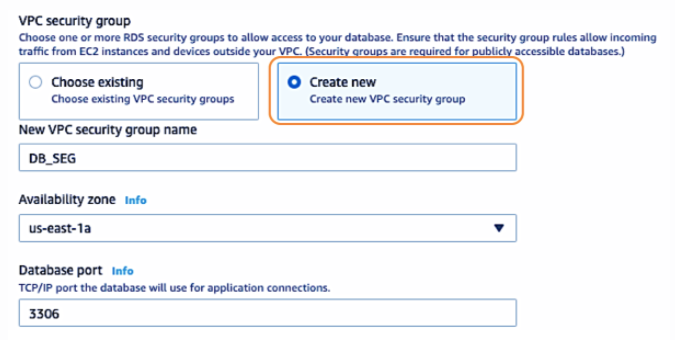 VPC security group
Choose one or more RDS security groups to allow access to your database. Ensure that the security group rules allow incoming
traffic from EC2 instances and devices outside your VPC. (Security groups are required for publicly accessible databases.)
Choose existing
Choose existing VPC security groups
Create new
Create new VPC security group
New VPC security group name
DB_SEG
Availability zone Info
us-east-1a
Database port Info
TCP/IP port the database will use for application connections.
3306